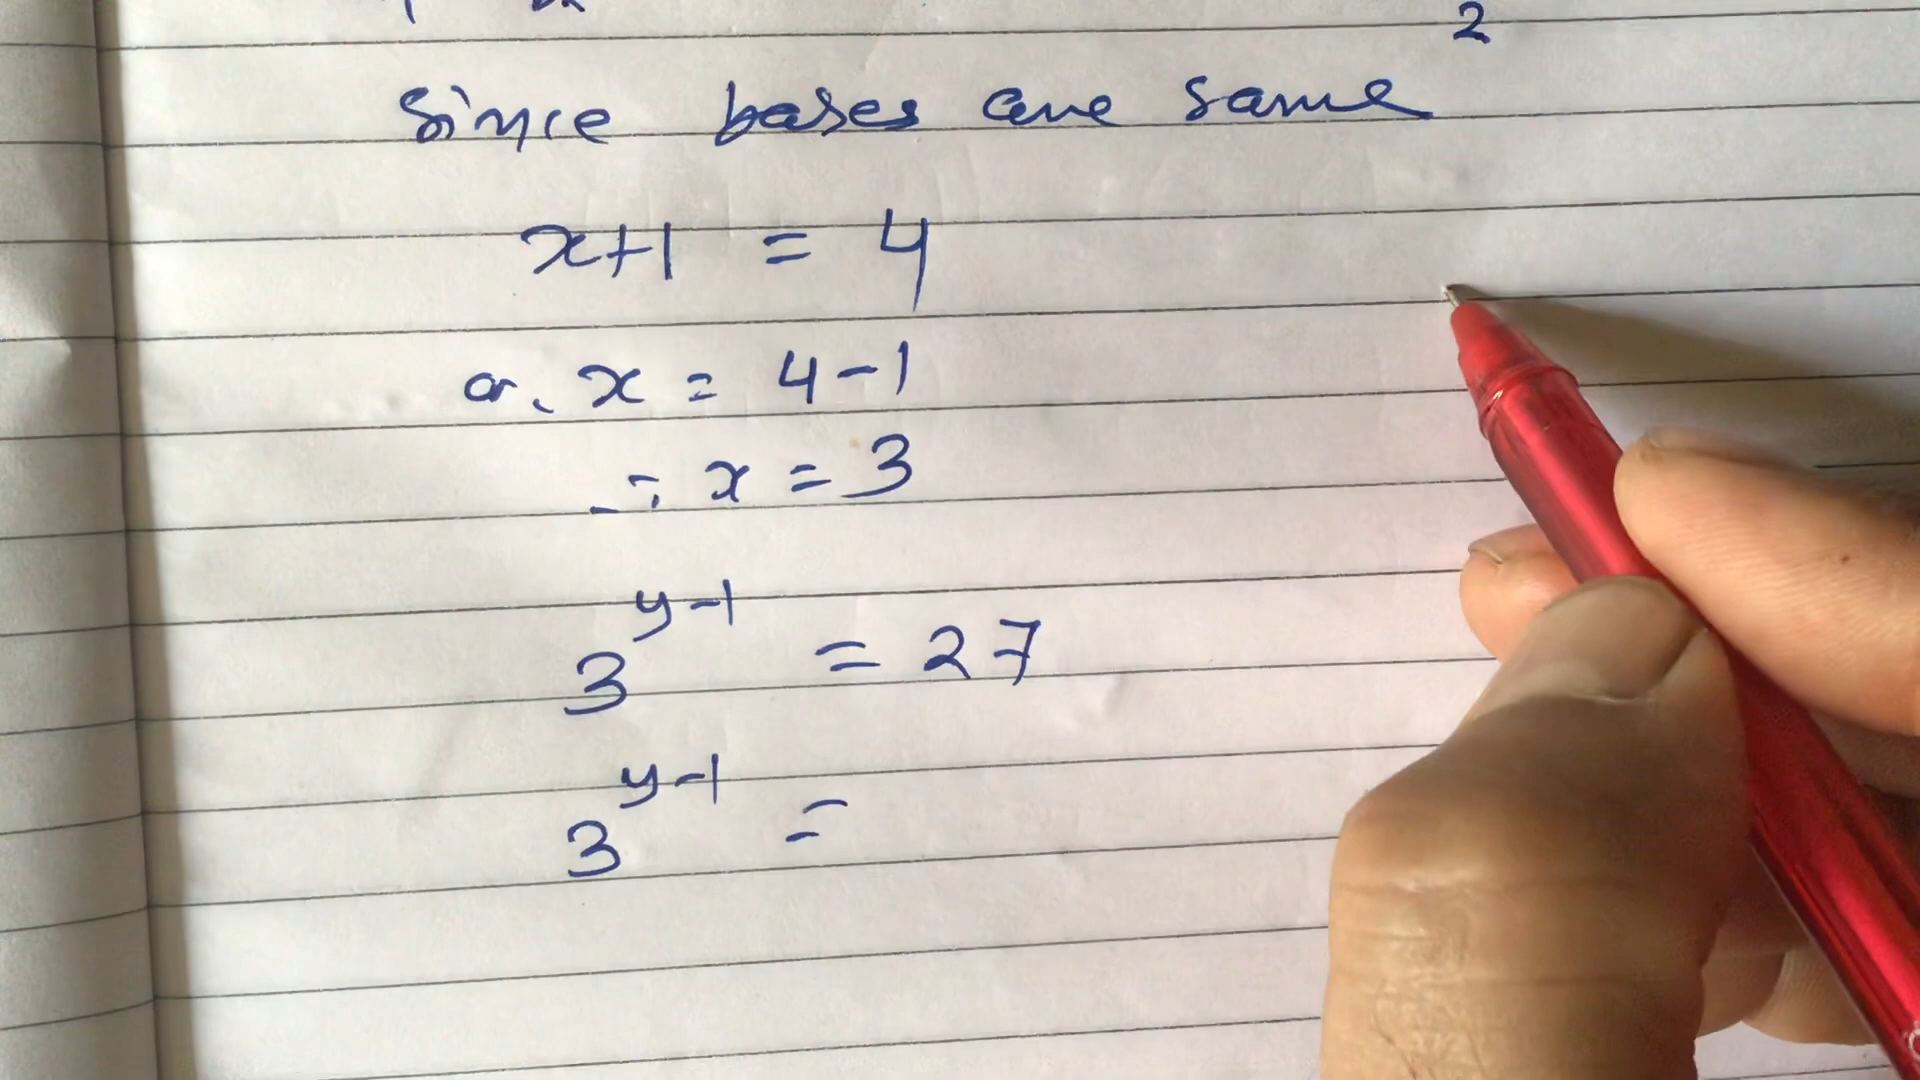 2
Since bases are same
x+1 = 4
or, x = 4-1
∴ x = 3
3^{y-1} = 27
3^{y-1} =